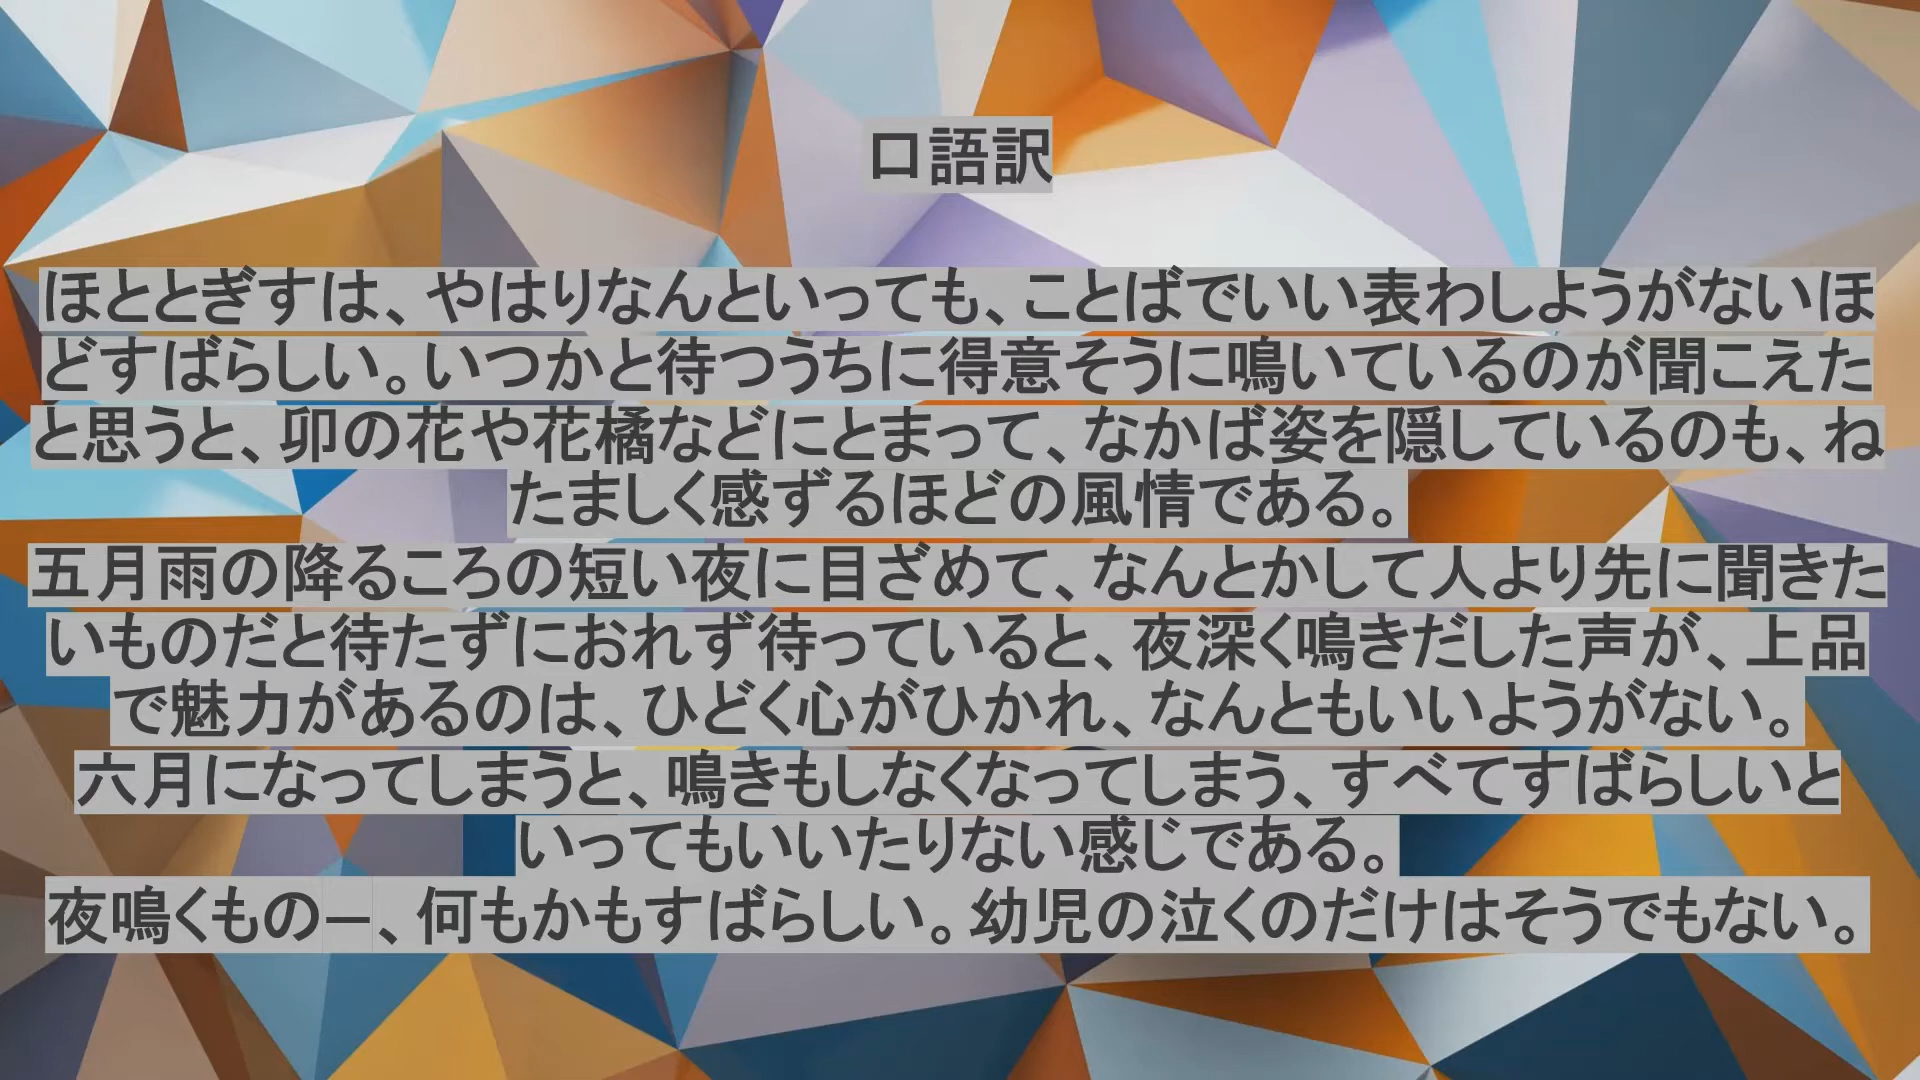 口語訳
ほととぎすは、やはりなんといっても、ことばでいい表わしようがないほ
どすばらしい。いつかと待つうちに得意そうに鳴いているのが聞こえた
と思うと、卯の花や花橘などにとまって、なかば姿を隠しているのも、ね
たましく感ずるほどの風情である。
五月雨の降るころの短い夜に目ざめて、なんとかして人より先に聞きた
いものだと待たずにおれず待っていると、夜深く鳴きだした声が、上品
で魅力があるのは、ひどく心がひかれ、なんともいいようがない。
六月になってしまうと、鳴きもしなくなってしまう、すべてすばらしいと
いってもいいたりない感じである。
夜鳴くもの—、何もかもすばらしい。幼児の泣くのだけはそうでもない。